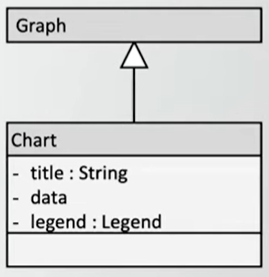 Graph
Chart
- title : String
- data
- legend : Legend